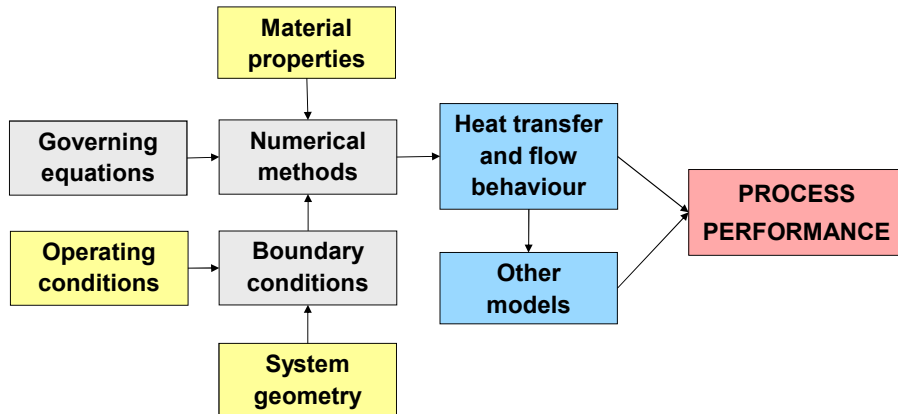 Material
properties
Governing
equations
Numerical
methods
Heat transfer
and flow
behaviour
PROCESS
PERFORMANCE
Operating
conditions
Boundary
conditions
Other
models
System
geometry